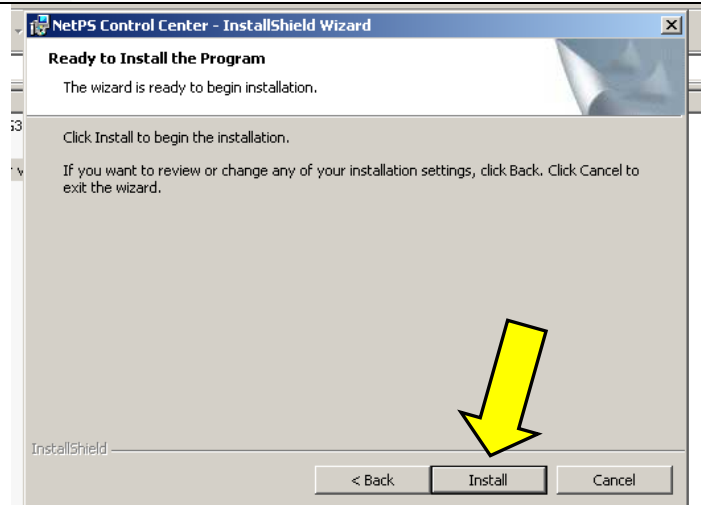 NetPS Control Center - InstallShield Wizard
Ready to Install the Program
The wizard is ready to begin installation.
Click Install to begin the installation.
If you want to review or change any of your installation settings, click Back. Click Cancel to
exit the wizard.
InstallShield
< Back Install Cancel